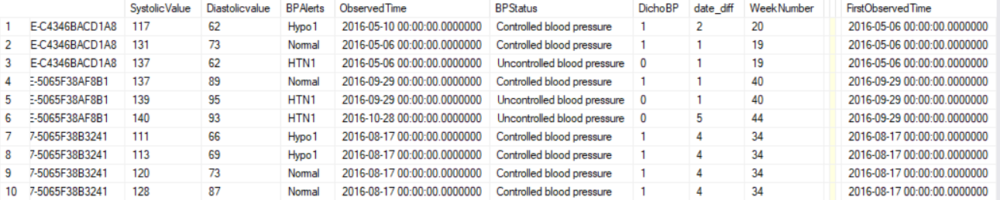 SystolicValue Diastolicvalue BPAlerts ObservedTime BPStatus DichoBP date_diff WeekNumber FirstObservedTime
1 E-C4346BACD1A8 117 62 Hypo1 2016-05-10 00:00:00.0000000 Controlled blood pressure 1 2 20 2016-05-06 00:00:00.0000000
2 E-C4346BACD1A8 131 73 Normal 2016-05-06 00:00:00.0000000 Controlled blood pressure 1 1 19 2016-05-06 00:00:00.0000000
3 E-C4346BACD1A8 137 62 HTN1 2016-05-06 00:00:00.0000000 Uncontrolled blood pressure 0 1 19 2016-05-06 00:00:00.0000000
4 E-5065F38AF8B1 137 89 Normal 2016-09-29 00:00:00.0000000 Controlled blood pressure 1 1 40 2016-09-29 00:00:00.0000000
5 E-5065F38AF8B1 139 95 HTN1 2016-09-29 00:00:00.0000000 Uncontrolled blood pressure 0 1 40 2016-09-29 00:00:00.0000000
6 E-5065F38AF8B1 140 93 HTN1 2016-10-28 00:00:00.0000000 Uncontrolled blood pressure 0 5 44 2016-09-29 00:00:00.0000000
7 7-5065F38B3241 111 66 Hypo1 2016-08-17 00:00:00.0000000 Controlled blood pressure 1 4 34 2016-08-17 00:00:00.0000000
8 7-5065F38B3241 113 69 Hypo1 2016-08-17 00:00:00.0000000 Controlled blood pressure 1 4 34 2016-08-17 00:00:00.0000000
9 7-5065F38B3241 120 73 Normal 2016-08-17 00:00:00.0000000 Controlled blood pressure 1 4 34 2016-08-17 00:00:00.0000000
10 7-5065F38B3241 128 87 Normal 2016-08-17 00:00:00.0000000 Controlled blood pressure 1 4 34 2016-08-17 00:00:00.0000000